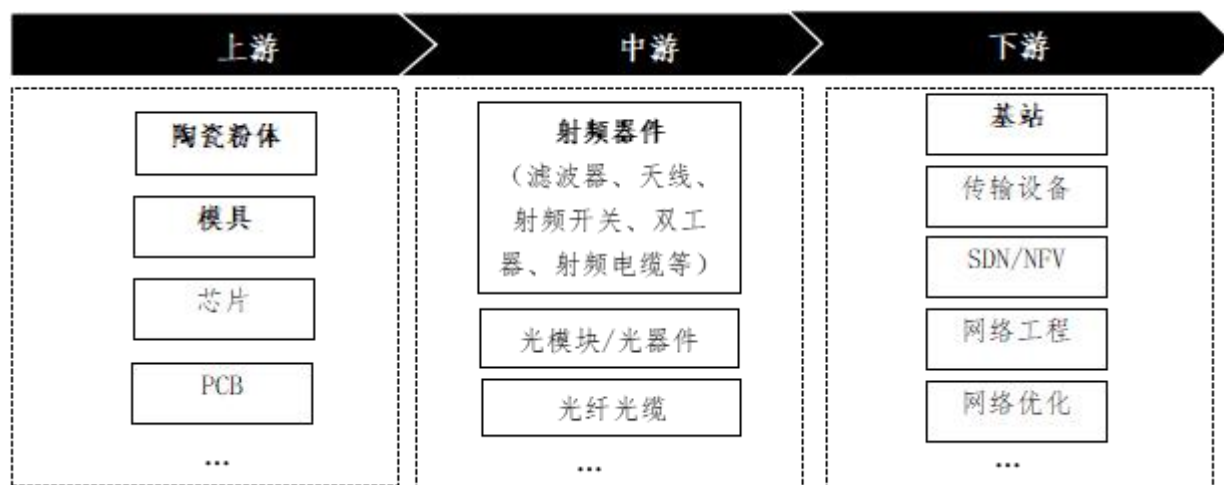 上游
中游
下游
陶瓷粉体
模具
芯片
PCB
...
射频器件
（滤波器、天线、
射频开关、双工
器、射频电缆等）
光模块/光器件
光纤光缆
...
基站
传输设备
SDN/NFV
网络工程
网络优化
...